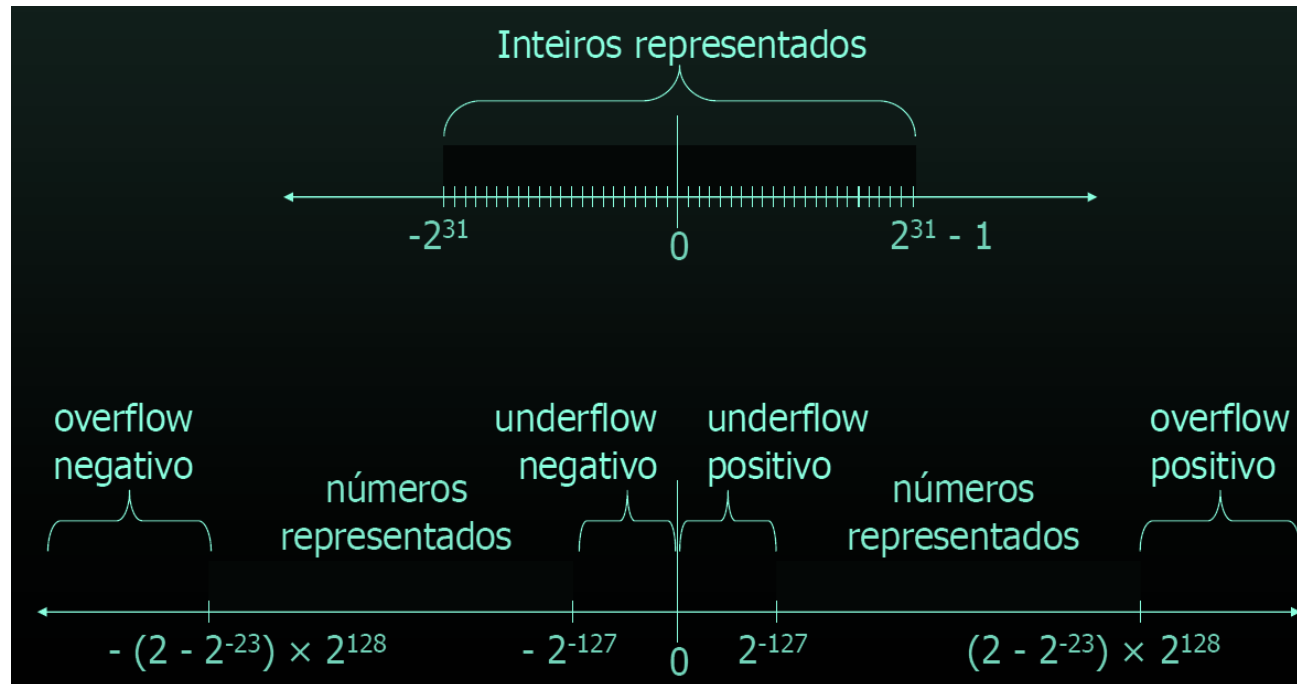 Inteiros representados
-2³¹
0
2³¹ - 1
overflow
negativo
números
representados
underflow
negativo
underflow
positivo
números
representados
overflow
positivo
- (2 - 2⁻²³) × 2¹²⁸
- 2⁻¹²⁷
0
2⁻¹²⁷
(2 - 2⁻²³) × 2¹²⁸